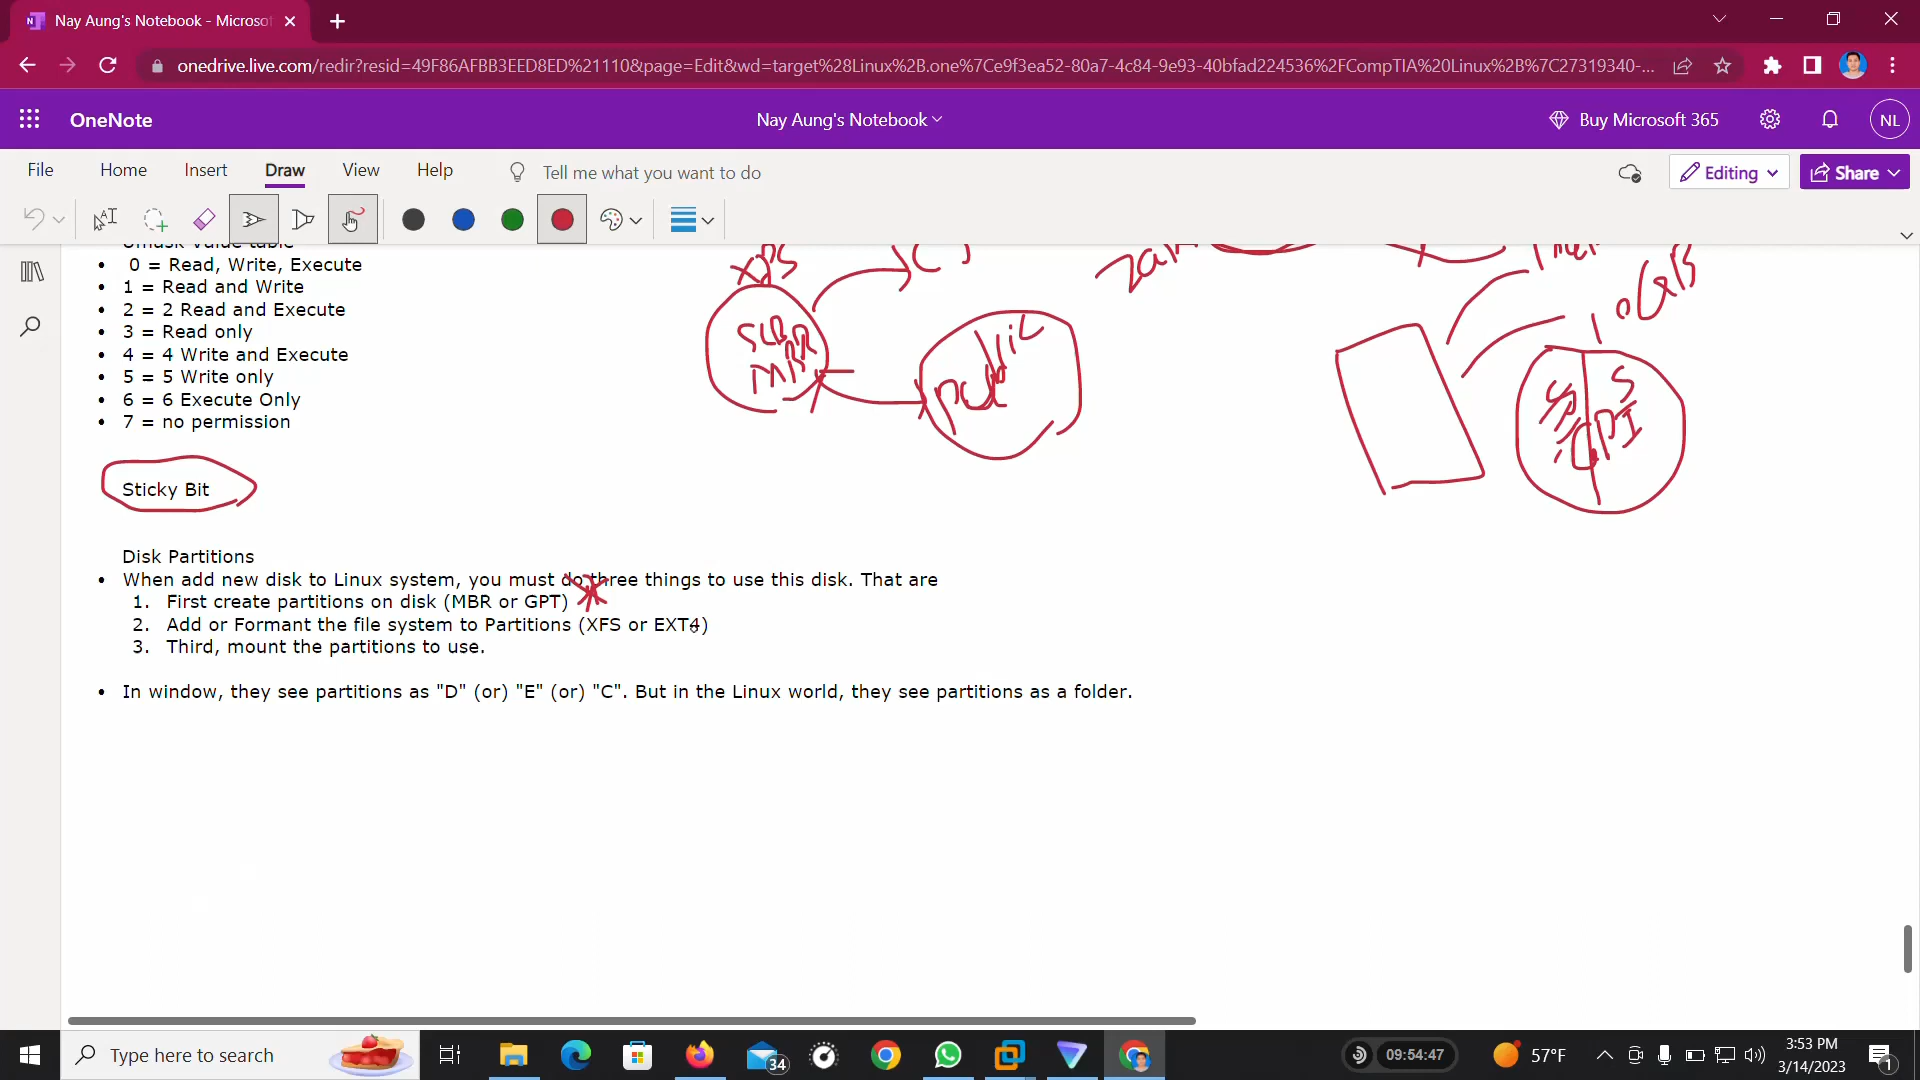 Nay Aung's Notebook - Microsof
onedrive.live.com/redir?resid=49F86AFBB3EED8ED%21110&page=Edit&wd=target%28Linux%2B.one%7Ce9f3ea52-80a7-4c84-9e93-40bfad224536%2FCompTIA%20Linux%2B%7C27319340-...
OneNote
Nay Aung's Notebook
Buy Microsoft 365
NL
File Home Insert Draw View Help Tell me what you want to do Editing Share
Umask Value table
• 0 = Read, Write, Execute
• 1 = Read and Write
• 2 = 2 Read and Execute
• 3 = Read only
• 4 = 4 Write and Execute
• 5 = 5 Write only
• 6 = 6 Execute Only
• 7 = no permission
public
Sticky Bit
Disk Partitions
• When add new disk to Linux system, you must do three things to use this disk. That are
1. First create partitions on disk (MBR or GPT)
2. Add or Formant the file system to Partitions (XFS or EXT4)
3. Third, mount the partitions to use.
• In window, they see partitions as "D" (or) "E" (or) "C". But in the Linux world, they see partitions as a folder.
Type here to search
34
09:54:47
57°F
3:53 PM
3/14/2023
1